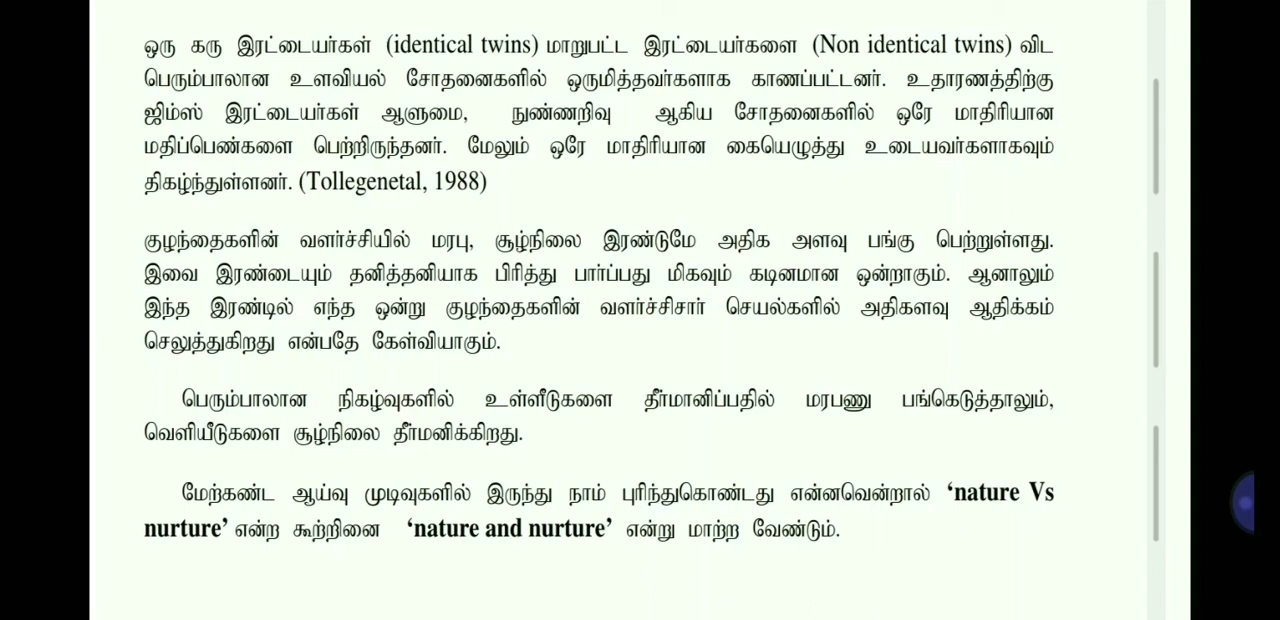 ஒரு கரு இரட்டையர்கள் (identical twins) மாறுபட்ட இரட்டையர்களை (Non identical twins) விட
பெரும்பாலான உளவியல் சோதனைகளில் ஒருமித்தவர்களாக காணப்பட்டனர். உதாரணத்திற்கு
ஜிம்ஸ் இரட்டையர்கள் ஆளுமை, நுண்ணறிவு ஆகிய சோதனைகளில் ஒரே மாதிரியான
மதிப்பெண்களை பெற்றிருந்தனர். மேலும் ஒரே மாதிரியான கையெழுத்து உடையவர்களாகவும்
திகழ்ந்துள்ளனர். (Tollegenetal, 1988)
குழந்தைகளின் வளர்ச்சியில் மரபு, சூழ்நிலை இரண்டுமே அதிக அளவு பங்கு பெற்றுள்ளது.
இவை இரண்டையும் தனித்தனியாக பிரித்து பார்ப்பது மிகவும் கடினமான ஒன்றாகும். ஆனாலும்
இந்த இரண்டில் எந்த ஒன்று குழந்தைகளின் வளர்ச்சிசார் செயல்களில் அதிகளவு ஆதிக்கம்
செலுத்துகிறது என்பதே கேள்வியாகும்.
பெரும்பாலான நிகழ்வுகளில் உள்ளீடுகளை தீர்மானிப்பதில் மரபணு பங்கெடுத்தாலும்,
வெளியீடுகளை சூழ்நிலை தீர்மனிக்கிறது.
மேற்கண்ட ஆய்வு முடிவுகளில் இருந்து நாம் புரிந்துகொண்டது என்னவென்றால் ‘nature Vs
nurture’ என்ற கூற்றினை ‘nature and nurture’ என்று மாற்ற வேண்டும்.